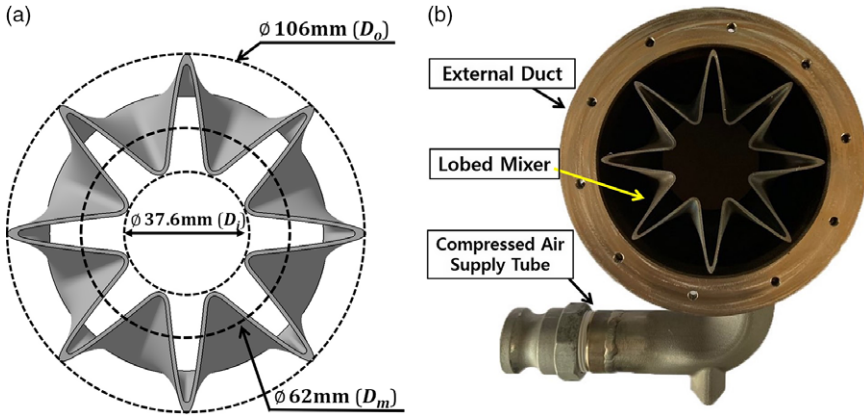 (a)
ø 106mm (Dₒ)
ø 37.6mm (Dᵢ)
ø 62mm (Dₘ)
(b)
External Duct
Lobed Mixer
Compressed Air
Supply Tube